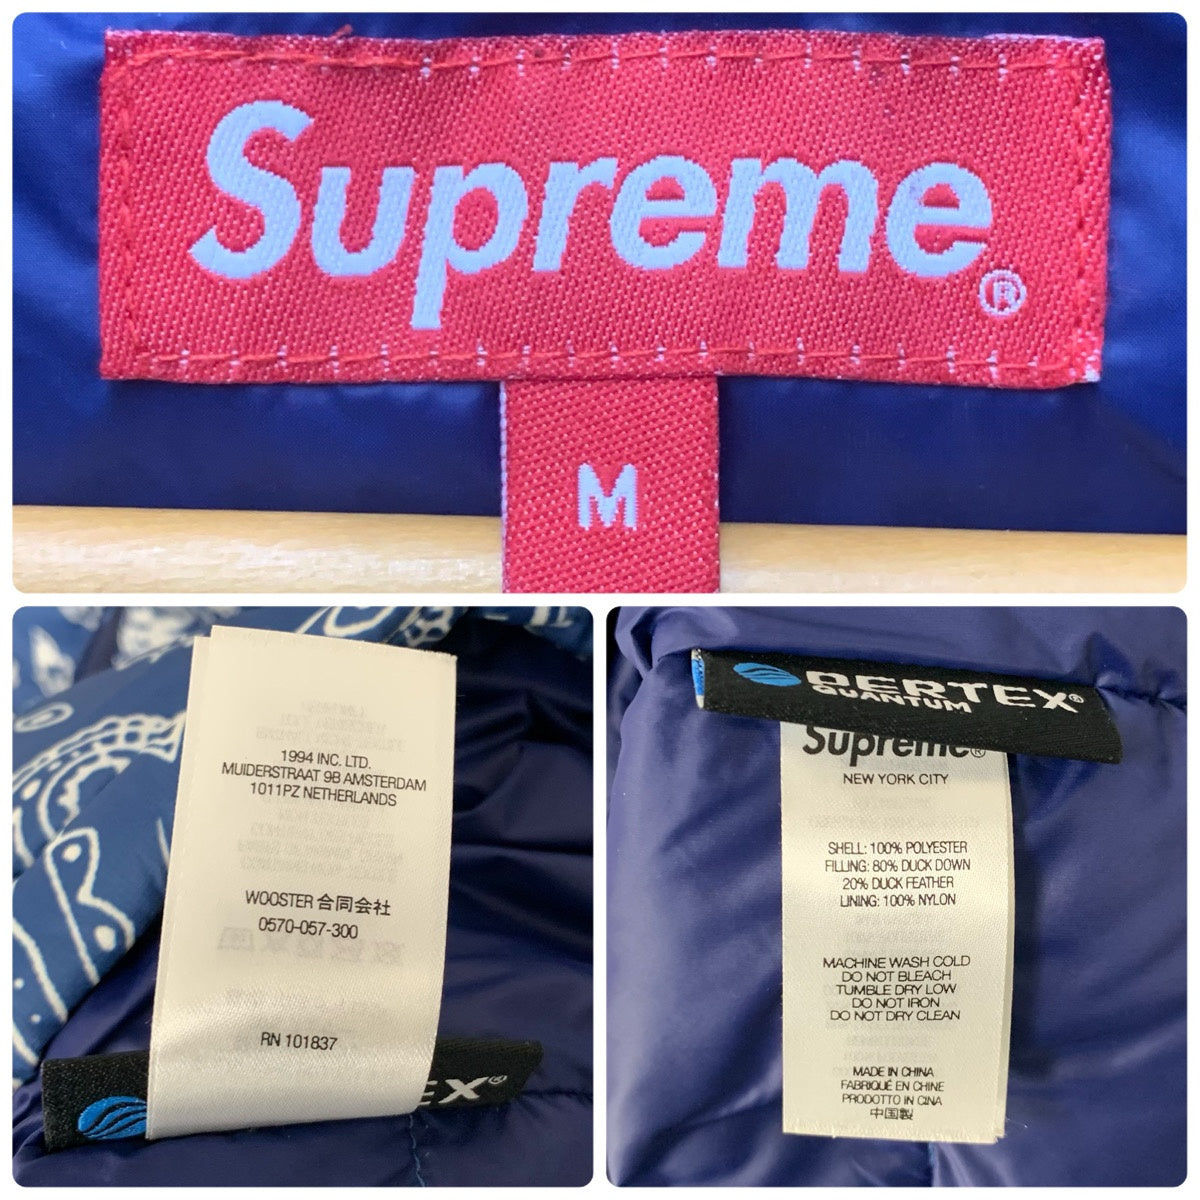 Supreme®
M
1994 INC. LTD.
MUIDERSTRAAT 9B AMSTERDAM
1011PZ NETHERLANDS
WOOSTER 合同会社
0570-057-300
RN 101837
EX®
PERTEX®
QUANTUM
Supreme®
NEW YORK CITY
SHELL: 100% POLYESTER
FILLING: 80% DUCK DOWN
20% DUCK FEATHER
LINING: 100% NYLON
MACHINE WASH COLD
DO NOT BLEACH
TUMBLE DRY LOW
DO NOT IRON
DO NOT DRY CLEAN
MADE IN CHINA
FABRIQUÉ EN CHINE
PRODOTTO IN CINA
中国製